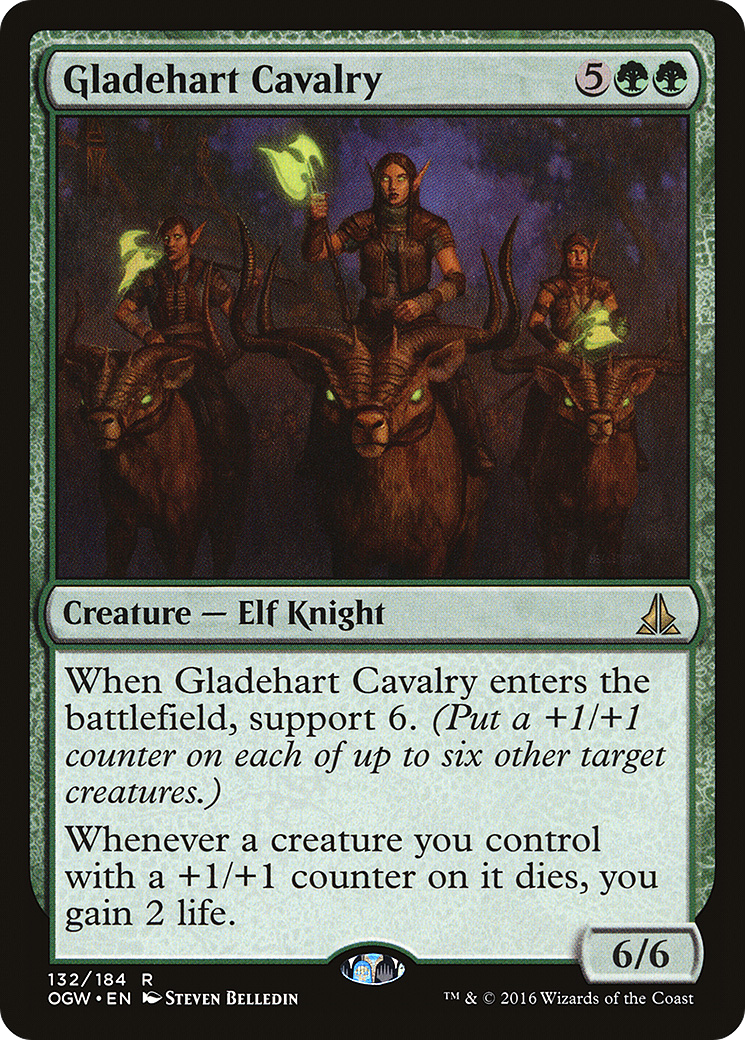 Gladehart Cavalry 5
Creature — Elf Knight
When Gladehart Cavalry enters the
battlefield, support 6. (Put a +1/+1
counter on each of up to six other target
creatures.)
Whenever a creature you control
with a +1/+1 counter on it dies, you
gain 2 life.
6/6
132/184 R
OGW • EN Steven Belledin
™ & © 2016 Wizards of the Coast